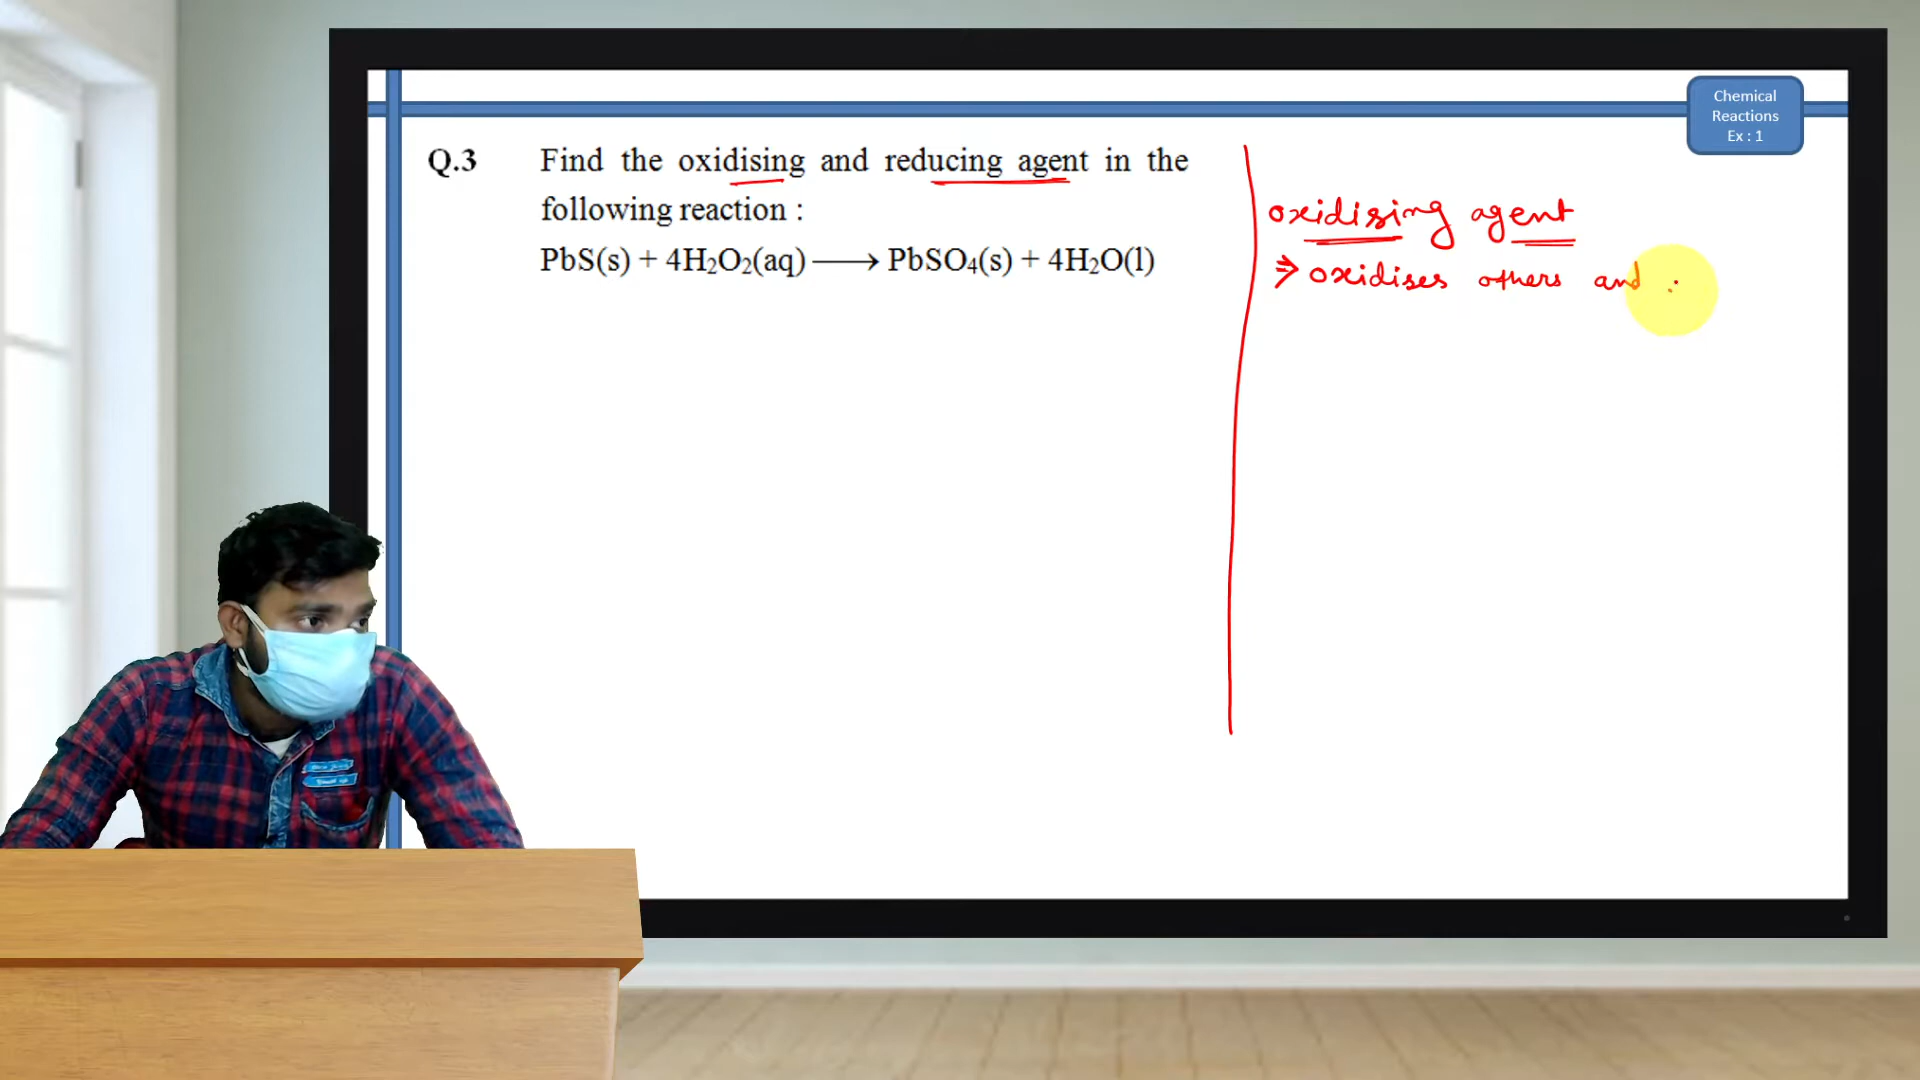 Chemical
Reactions
Ex : 1
Q.3 Find the oxidising and reducing agent in the
following reaction :
PbS(s) + 4H₂O₂(aq) ⟶ PbSO₄(s) + 4H₂O(l)
oxidising agent
⇒ oxidises others and